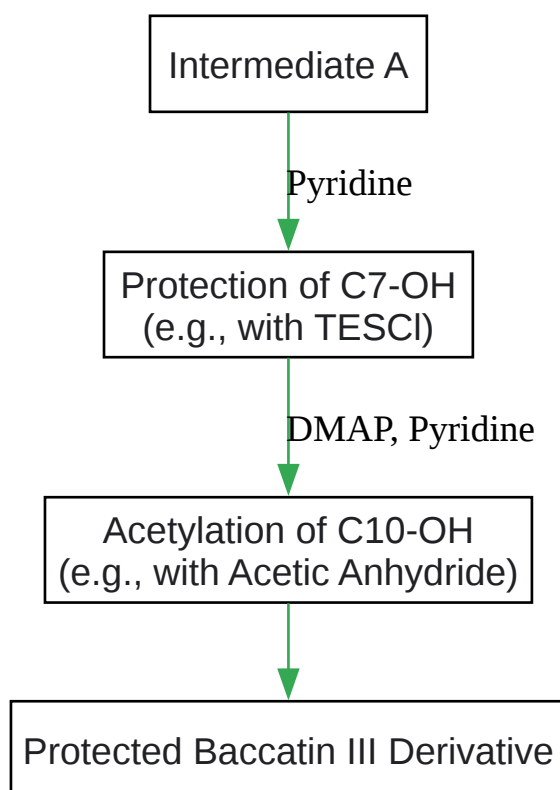 Intermediate A
Pyridine
Protection of C7-OH
(e.g., with TESCl)
DMAP, Pyridine
Acetylation of C10-OH
(e.g., with Acetic Anhydride)
Protected Baccatin III Derivative